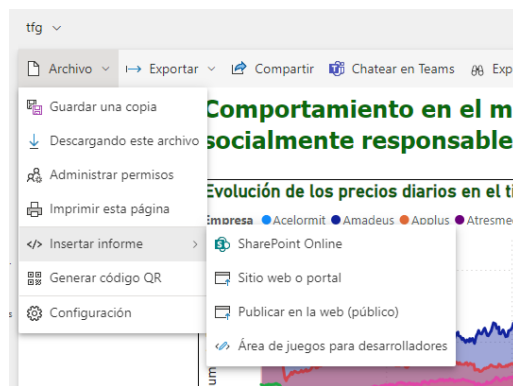 tfg
Archivo Exportar Compartir Chatear en Teams Exp
Guardar una copia
Descargando este archivo
Administrar permisos
Imprimir esta página
Insertar informe
Generar código QR
Configuración
SharePoint Online
Sitio web o portal
Publicar en la web (público)
Área de juegos para desarrolladores
Comportamiento en el m
socialmente responsable
Evolución de los precios diarios en el ti
Empresa Acelormit Amadeus Applus Atresme
um